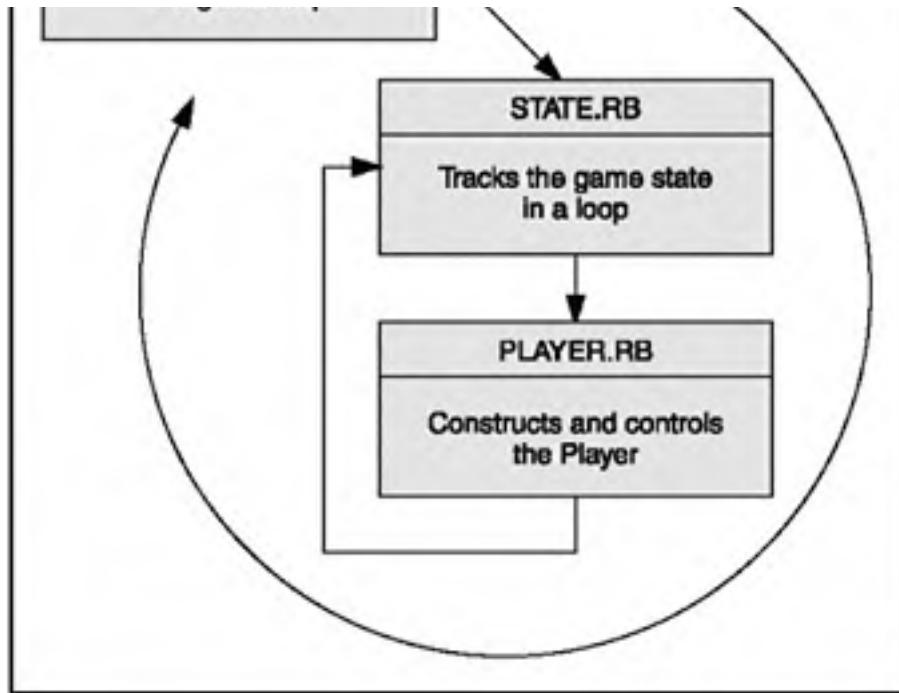 STATE.RB
Tracks the game state
in a loop
PLAYER.RB
Constructs and controls
the Player